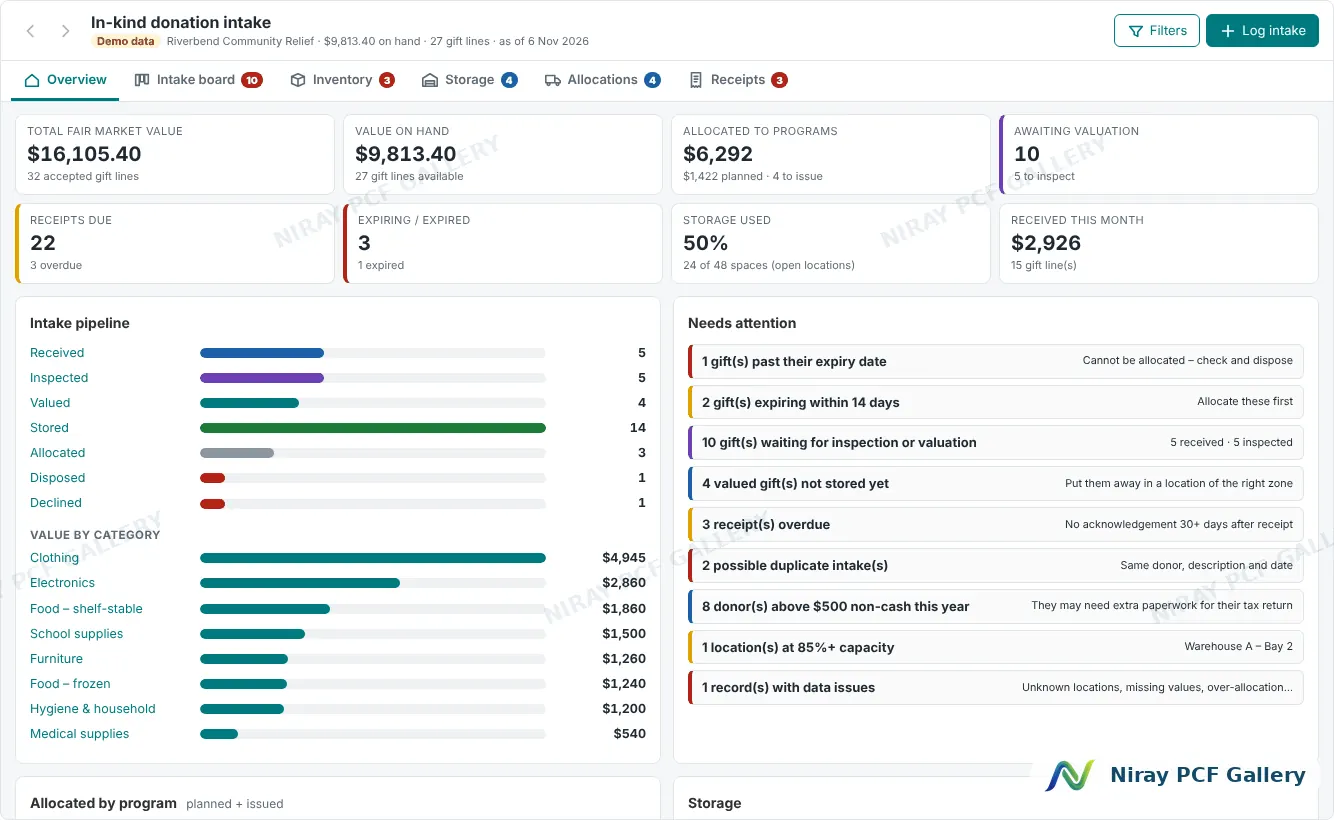 In-kind donation intake
Demo data Riverbend Community Relief · $9,813.40 on hand · 27 gift lines · as of 6 Nov 2026
Filters
Log intake
Overview
Intake board 10
Inventory 3
Storage 4
Allocations 4
Receipts 3
TOTAL FAIR MARKET VALUE
$16,105.40
32 accepted gift lines
VALUE ON HAND
$9,813.40
27 gift lines available
ALLOCATED TO PROGRAMS
$6,292
$1,422 planned · 4 to issue
AWAITING VALUATION
10
5 to inspect
RECEIPTS DUE
22
3 overdue
EXPIRING / EXPIRED
3
1 expired
STORAGE USED
50%
24 of 48 spaces (open locations)
RECEIVED THIS MONTH
$2,926
15 gift line(s)
Intake pipeline
Received 5
Inspected 5
Valued 4
Stored 14
Allocated 3
Disposed 1
Declined 1
VALUE BY CATEGORY
Clothing $4,945
Electronics $2,860
Food – shelf-stable $1,860
School supplies $1,500
Furniture $1,260
Food – frozen $1,240
Hygiene & household $1,200
Medical supplies $540
Needs attention
1 gift(s) past their expiry date Cannot be allocated – check and dispose
2 gift(s) expiring within 14 days Allocate these first
10 gift(s) waiting for inspection or valuation 5 received · 5 inspected
4 valued gift(s) not stored yet Put them away in a location of the right zone
3 receipt(s) overdue No acknowledgement 30+ days after receipt
2 possible duplicate intake(s) Same donor, description and date
8 donor(s) above $500 non-cash this year They may need extra paperwork for their tax return
1 location(s) at 85%+ capacity Warehouse A – Bay 2
1 record(s) with data issues Unknown locations, missing values, over-allocation...
Allocated by program planned + issued
Storage
Niray PCF Gallery
NIRAY PCF GALLERY
NIRAY PCF GALLERY
NIRAY PCF GALLERY